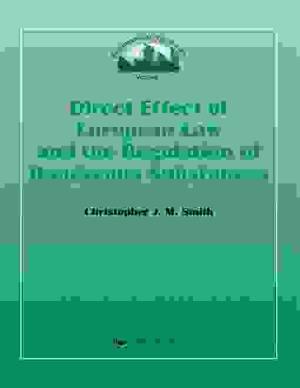 Direct Effect of
European Law
and the Regulation of
Dangerous Substances
Christopher J. M. Smith